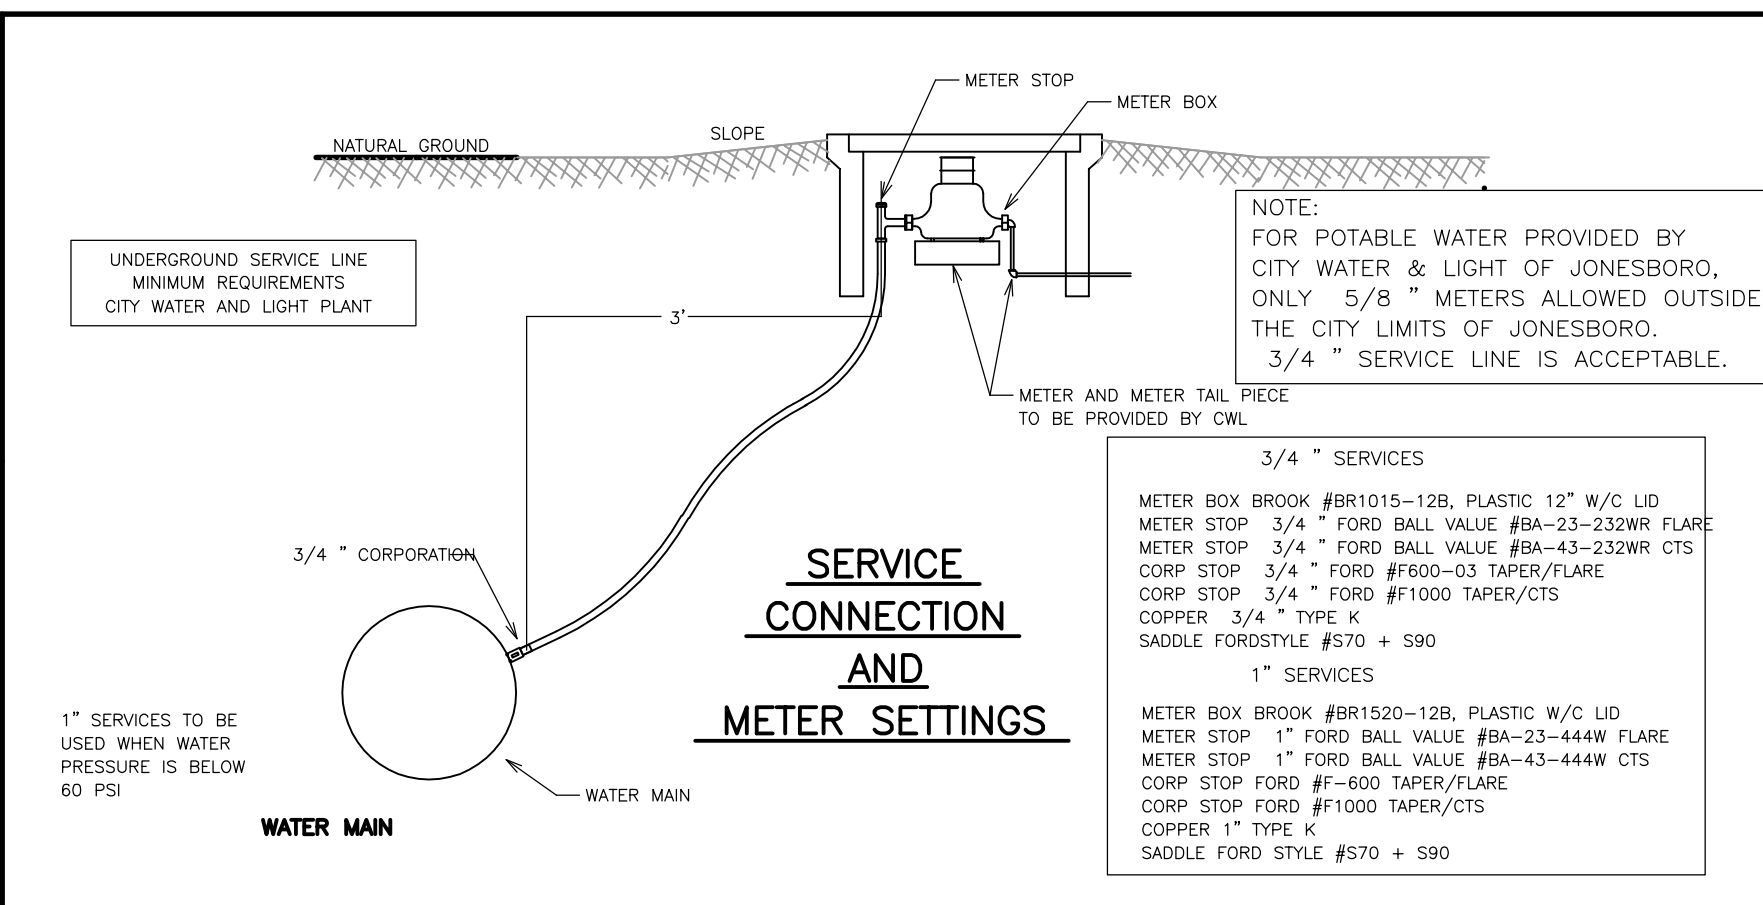 METER STOP
METER BOX
NATURAL GROUND
SLOPE
UNDERGROUND SERVICE LINE
MINIMUM REQUIREMENTS
CITY WATER AND LIGHT PLANT
3'
NOTE:
FOR POTABLE WATER PROVIDED BY
CITY WATER & LIGHT OF JONESBORO,
ONLY 5/8 " METERS ALLOWED OUTSIDE
THE CITY LIMITS OF JONESBORO.
3/4 " SERVICE LINE IS ACCEPTABLE.
METER AND METER TAIL PIECE
TO BE PROVIDED BY CWL
3/4 " SERVICES
METER BOX BROOK #BR1015-12B, PLASTIC 12" W/C LID
METER STOP 3/4 " FORD BALL VALUE #BA-23-232WR FLARE
METER STOP 3/4 " FORD BALL VALUE #BA-43-232WR CTS
CORP STOP 3/4 " FORD #F600-03 TAPER/FLARE
CORP STOP 3/4 " FORD #F1000 TAPER/CTS
COPPER 3/4 " TYPE K
SADDLE FORDSTYLE #S70 + S90
1" SERVICES
METER BOX BROOK #BR1520-12B, PLASTIC W/C LID
METER STOP 1" FORD BALL VALUE #BA-23-444W FLARE
METER STOP 1" FORD BALL VALUE #BA-43-444W CTS
CORP STOP FORD #F-600 TAPER/FLARE
CORP STOP FORD #F1000 TAPER/CTS
COPPER 1" TYPE K
SADDLE FORD STYLE #S70 + S90
3/4 " CORPORATION
SERVICE
CONNECTION
AND
METER SETTINGS
1" SERVICES TO BE
USED WHEN WATER
PRESSURE IS BELOW
60 PSI
WATER MAIN
WATER MAIN